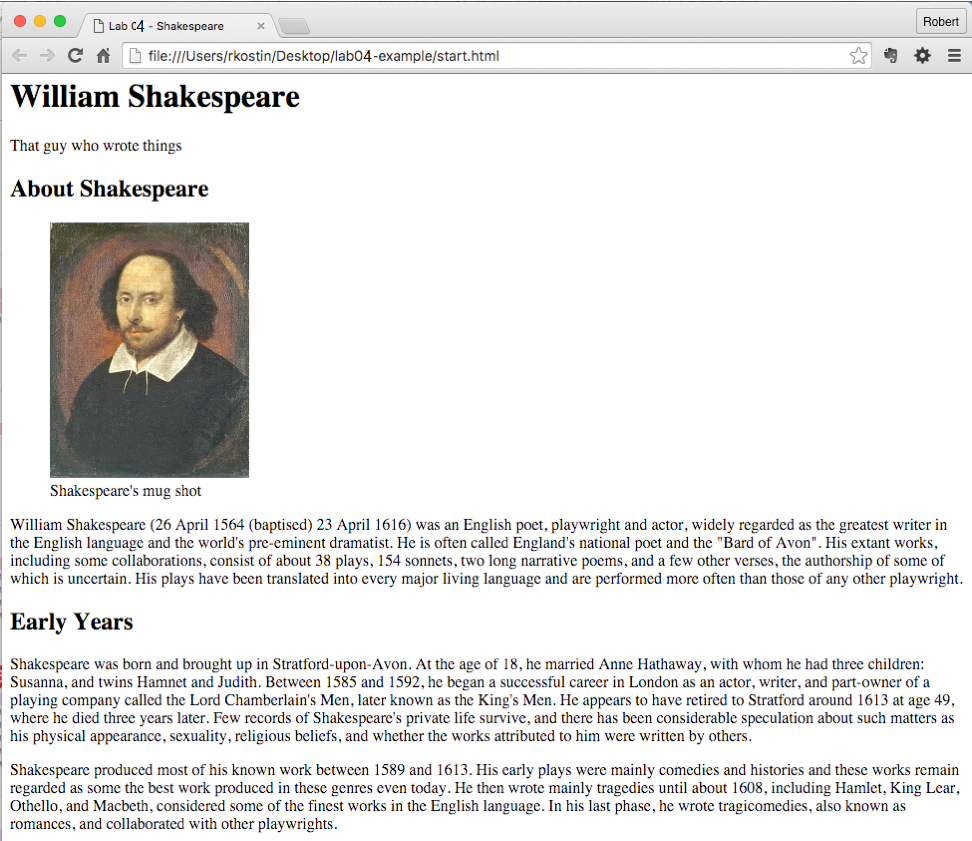 Lab 04 - Shakespeare
Robert
file:///Users/rkostin/Desktop/lab04-example/start.html
William Shakespeare
That guy who wrote things
About Shakespeare
Shakespeare's mug shot
William Shakespeare (26 April 1564 (baptised) 23 April 1616) was an English poet, playwright and actor, widely regarded as the greatest writer in
the English language and the world's pre-eminent dramatist. He is often called England's national poet and the "Bard of Avon". His extant works,
including some collaborations, consist of about 38 plays, 154 sonnets, two long narrative poems, and a few other verses, the authorship of some of
which is uncertain. His plays have been translated into every major living language and are performed more often than those of any other playwright.
Early Years
Shakespeare was born and brought up in Stratford-upon-Avon. At the age of 18, he married Anne Hathaway, with whom he had three children:
Susanna, and twins Hamnet and Judith. Between 1585 and 1592, he began a successful career in London as an actor, writer, and part-owner of a
playing company called the Lord Chamberlain's Men, later known as the King's Men. He appears to have retired to Stratford around 1613 at age 49,
where he died three years later. Few records of Shakespeare's private life survive, and there has been considerable speculation about such matters as
his physical appearance, sexuality, religious beliefs, and whether the works attributed to him were written by others.
Shakespeare produced most of his known work between 1589 and 1613. His early plays were mainly comedies and histories and these works remain
regarded as some the best work produced in these genres even today. He then wrote mainly tragedies until about 1608, including Hamlet, King Lear,
Othello, and Macbeth, considered some of the finest works in the English language. In his last phase, he wrote tragicomedies, also known as
romances, and collaborated with other playwrights.